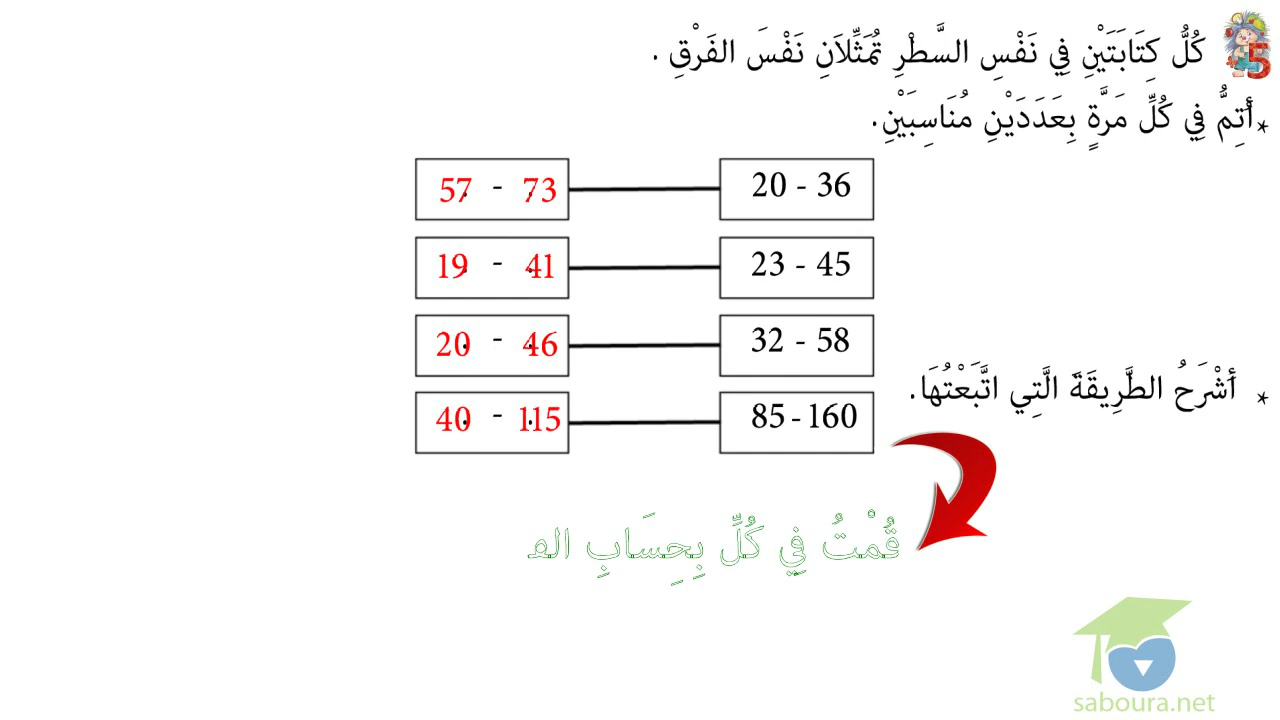 5
كُلُّ كِتَابَتَيْنِ فِي نَفْسِ السَّطْرِ تُمَثِّلاَنِ نَفْسَ الفَرْقِ .
* أُتِمُّ فِي كُلِّ مَرَّةٍ بِعَدَدَيْنِ مُنَاسِبَيْنِ.
57 - 73
20 - 36
19 - 41
23 - 45
20 - 46
32 - 58
40 - 115
85 - 160
* أَشْرَحُ الطَّرِيقَةَ الَّتِي اتَّبَعْتُهَا.
قُمْتُ فِي كُلِّ بِحِسَابِ الف
saboura.net